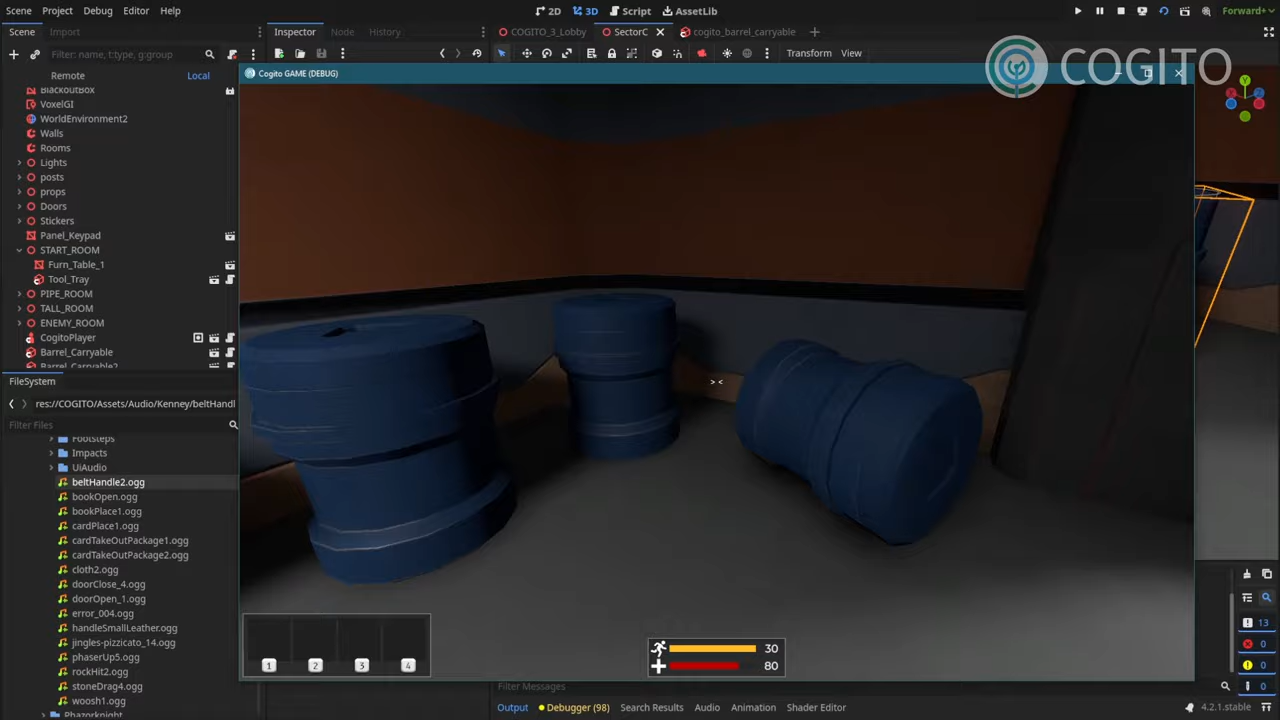 Scene Project Debug Editor Help
2D 3D Script AssetLib
Forward+
Scene Import
Inspector Node History
COGITO_3_Lobby SectorC cogito_barrel_carryable
Filter: name, t:type, g:group
Transform View
Remote Local
Cogito GAME (DEBUG)
COGITO
BlackoutBox
VoxelGI
WorldEnvironment2
Walls
Rooms
Lights
posts
props
Doors
Stickers
Panel_Keypad
START_ROOM
Furn_Table_1
Tool_Tray
PIPE_ROOM
TALL_ROOM
ENEMY_ROOM
CogitoPlayer
Barrel_Carryable
Barrel_Carryable2
FileSystem
res://COGITO/Assets/Audio/Kenney/beltHandl
Filter Files
Footsteps
Impacts
UiAudio
beltHandle2.ogg
bookOpen.ogg
bookPlace1.ogg
cardPlace1.ogg
cardTakeOutPackage1.ogg
cardTakeOutPackage2.ogg
cloth2.ogg
doorClose_4.ogg
doorOpen_1.ogg
error_004.ogg
handleSmallLeather.ogg
jingles-pizzicato_14.ogg
phaserUp5.ogg
rockHit2.ogg
stoneDrag4.ogg
woosh1.ogg
Phazorknight
> <
1 2 3 4
30
80
13
0
0
0
Filter Messages
Output Debugger (98) Search Results Audio Animation Shader Editor
4.2.1.stable
Y
X
Z